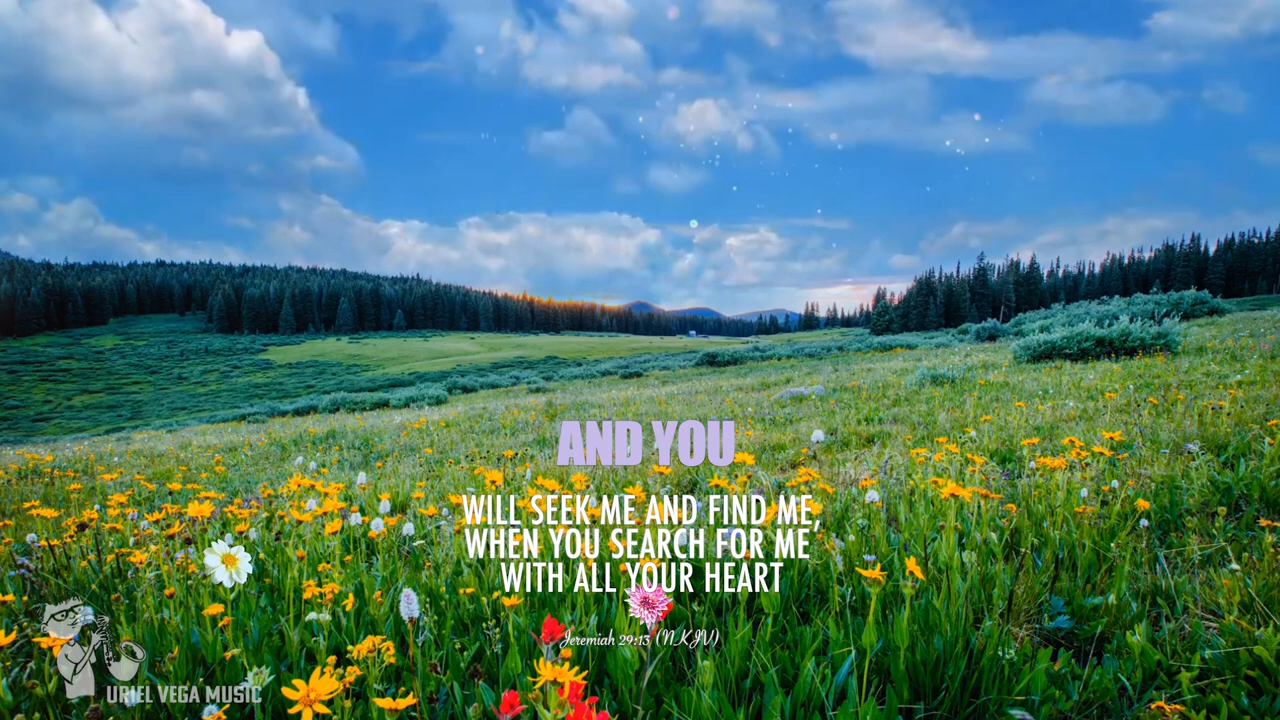 AND YOU
WILL SEEK ME AND FIND ME,
WHEN YOU SEARCH FOR ME
WITH ALL YOUR HEART
Jeremiah 29:13 (NKJV)
URIEL VEGA MUSIC